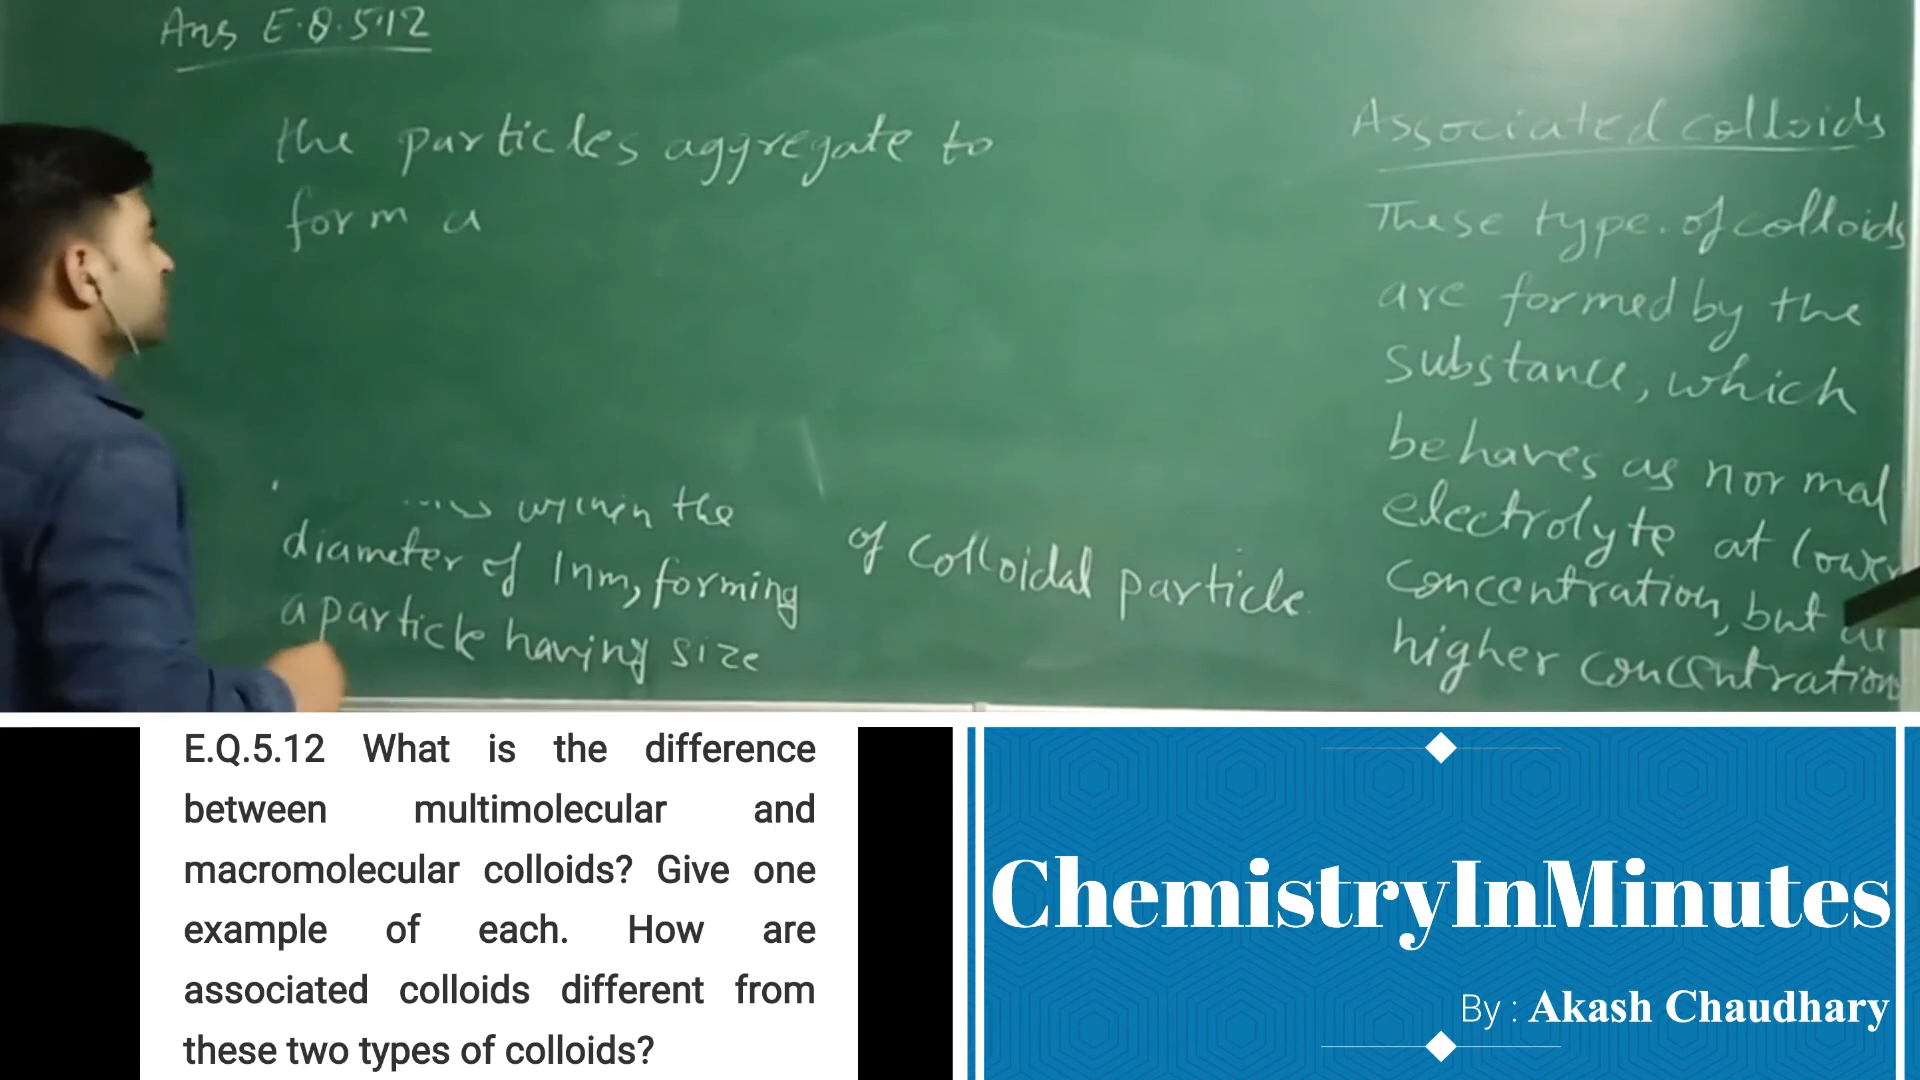 Ans E.Q.5.12
the particles aggregate to
form a
the
diameter of 1nm, forming
a particle having size
of colloidal particle.
Associated colloids
These type. of colloids
are formed by the
substance, which
behaves as normal
electrolyte at lower
concentration, but at
higher concentration
E.Q.5.12 What is the difference
between multimolecular and
macromolecular colloids? Give one
example of each. How are
associated colloids different from
these two types of colloids?
ChemistryInMinutes
By : Akash Chaudhary